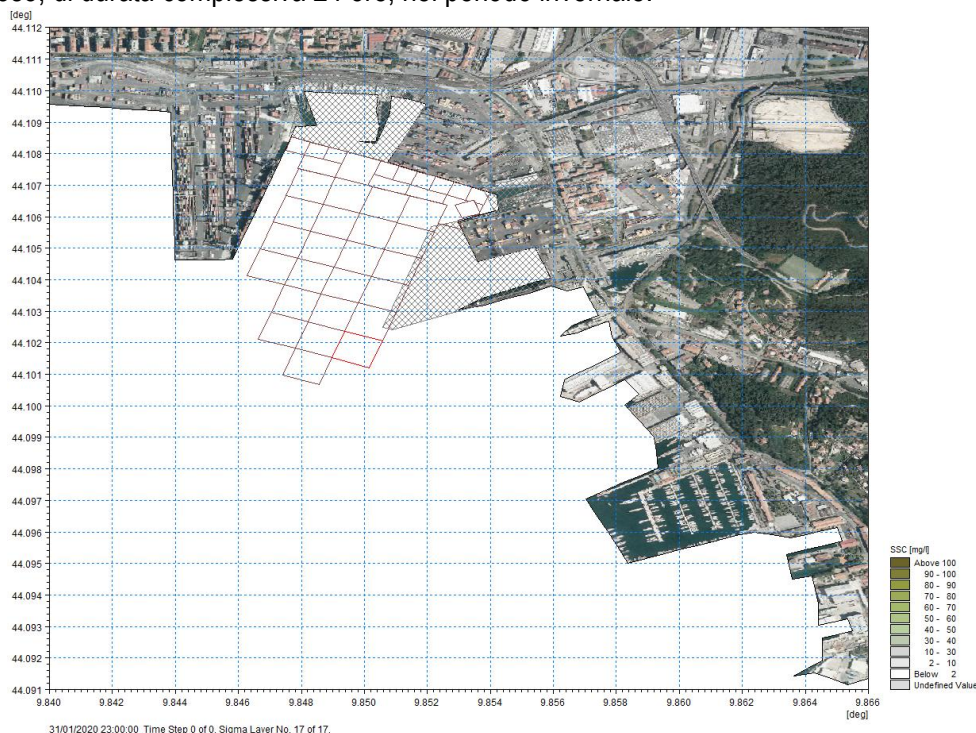 di durata complessiva 24 ore, nel periodo invernale.
[deg]
44.112
44.111
44.110
44.109
44.108
44.107
44.106
44.105
44.104
44.103
44.102
44.101
44.100
44.099
44.098
44.097
44.096
44.095
44.094
44.093
44.092
44.091
9.840 9.842 9.844 9.846 9.848 9.850 9.852 9.854 9.856 9.858 9.860 9.862 9.864 9.866
[deg]
SSC [mg/l]
Above 100
90 - 100
80 - 90
70 - 80
60 - 70
50 - 60
40 - 50
30 - 40
10 - 30
2 - 10
Below 2
Undefined Value
31/01/2020 23:00:00 Time Step 0 of 0. Sigma Layer No. 17 of 17.